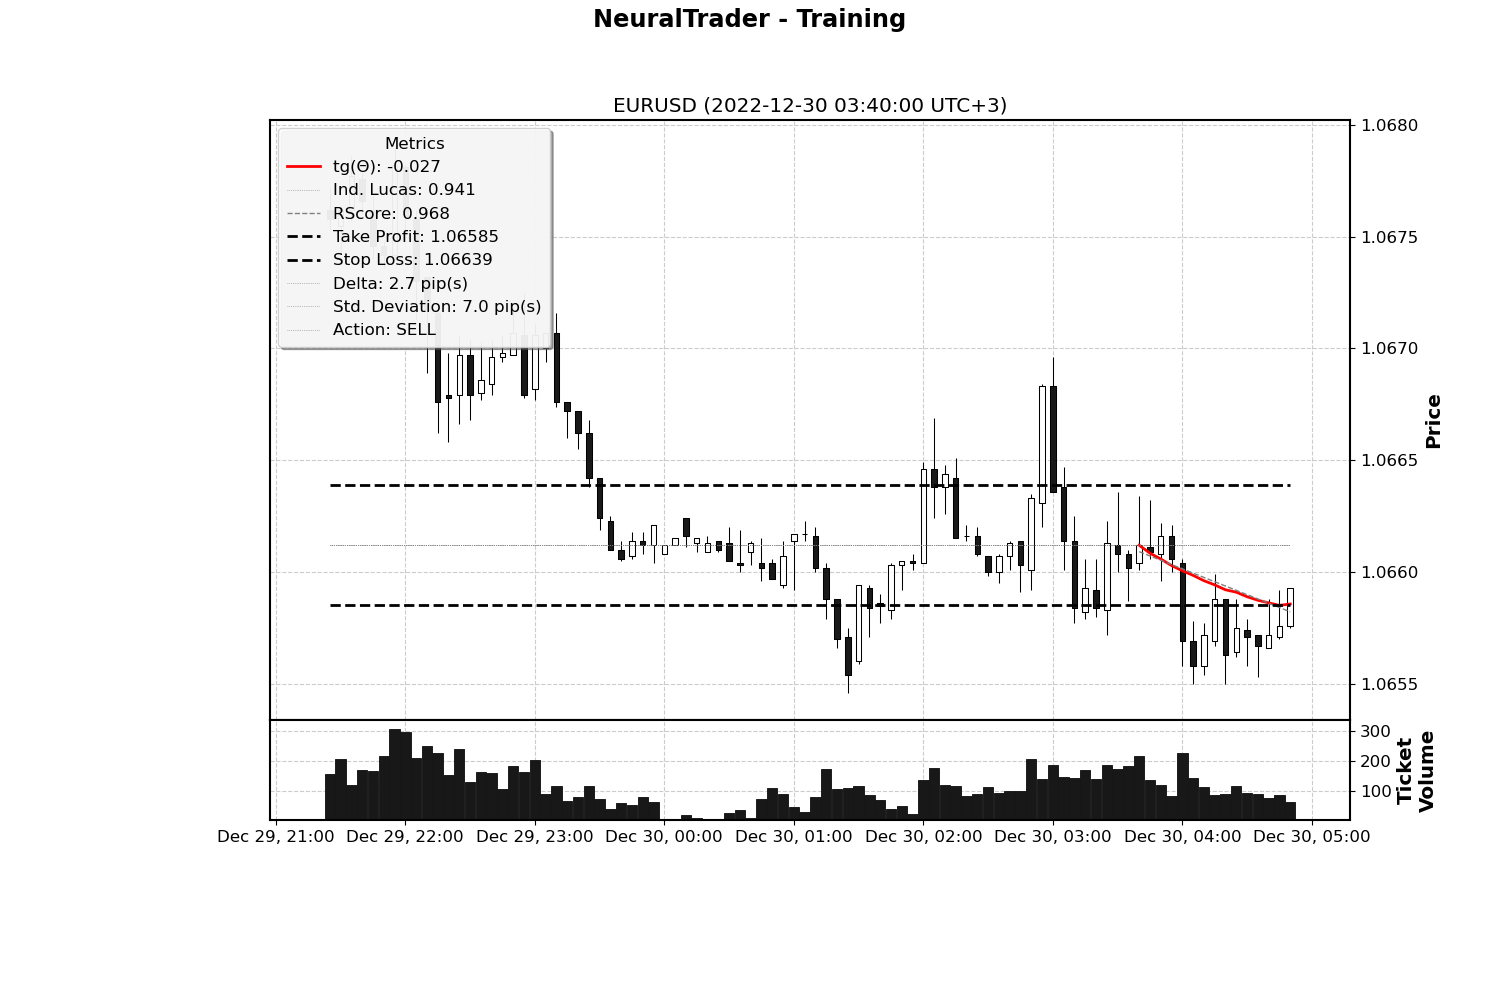 NeuralTrader - Training
EURUSD (2022-12-30 03:40:00 UTC+3)
Metrics
tg(Θ): -0.027
Ind. Lucas: 0.941
RScore: 0.968
Take Profit: 1.06585
Stop Loss: 1.06639
Delta: 2.7 pip(s)
Std. Deviation: 7.0 pip(s)
Action: SELL
1.0680
1.0675
1.0670
1.0665
1.0660
1.0655
Price
300
200
100
Ticket
Volume
Dec 29, 21:00 Dec 29, 22:00 Dec 29, 23:00 Dec 30, 00:00 Dec 30, 01:00 Dec 30, 02:00 Dec 30, 03:00 Dec 30, 04:00 Dec 30, 05:00